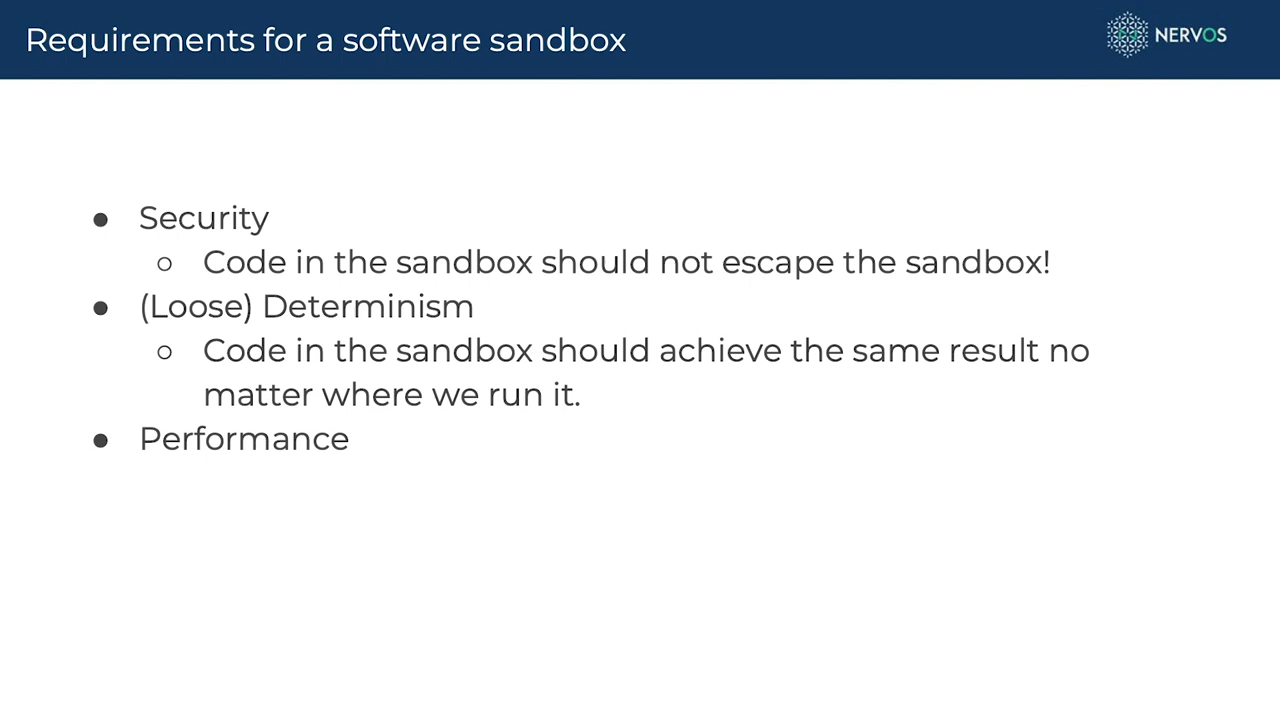 Requirements for a software sandbox
NERVOS
● Security
○ Code in the sandbox should not escape the sandbox!
● (Loose) Determinism
○ Code in the sandbox should achieve the same result no
matter where we run it.
● Performance